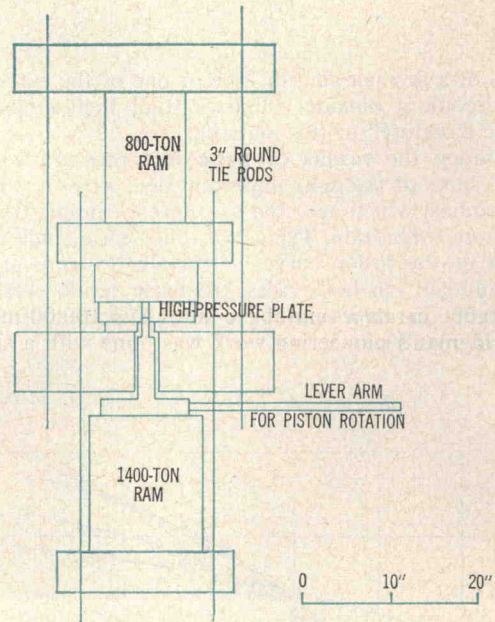 800-TON
RAM
3" ROUND
TIE RODS
HIGH-PRESSURE PLATE
LEVER ARM
FOR PISTON ROTATION
1400-TON
RAM
0 10" 20"